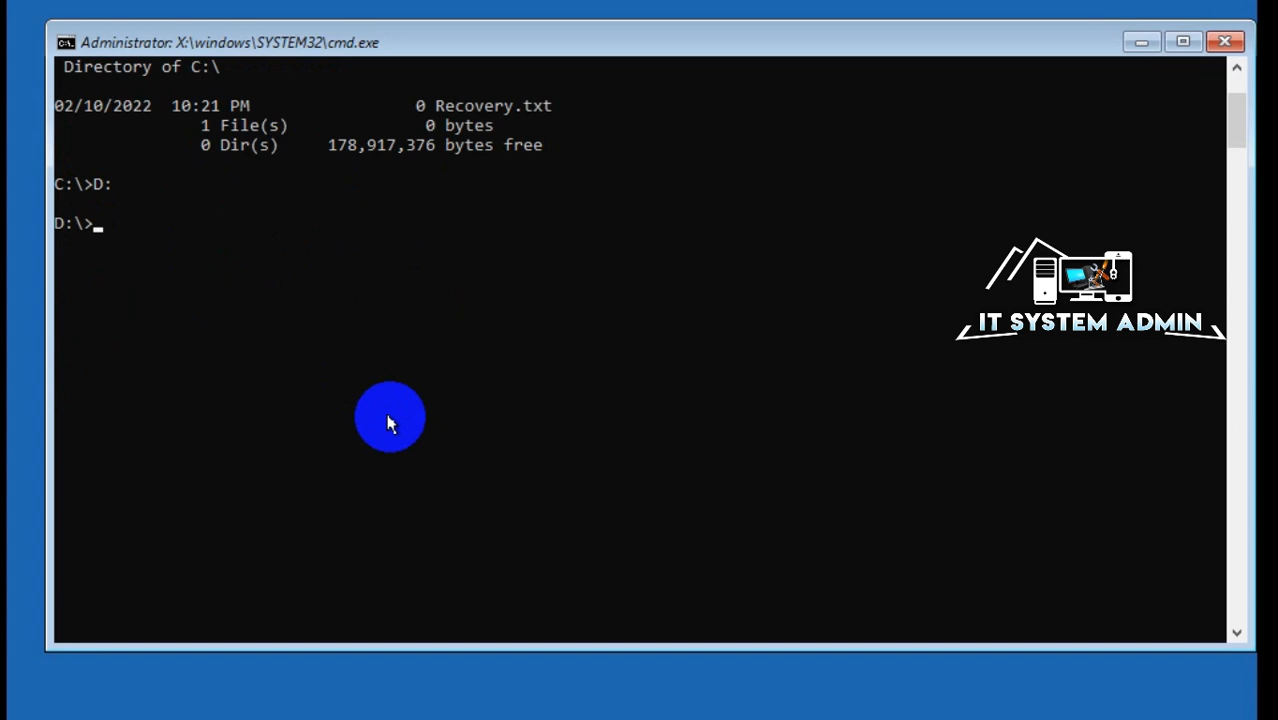 Administrator: X:\windows\SYSTEM32\cmd.exe
Directory of C:\
02/10/2022 10:21 PM 0 Recovery.txt
1 File(s) 0 bytes
0 Dir(s) 178,917,376 bytes free
C:\>D:
D:\>
IT SYSTEM ADMIN